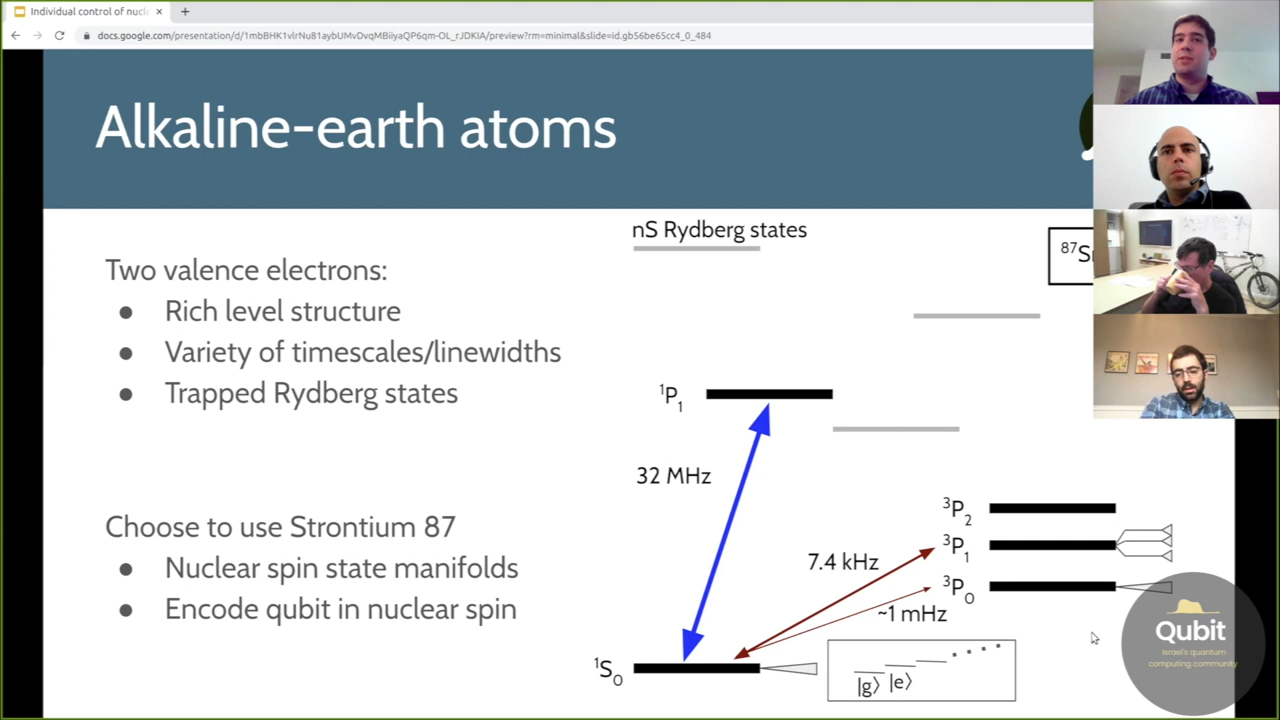 Individual control of nucl
docs.google.com/presentation/d/1mbBHK1vlrNu81aybUMvDvqMBiiyaQP6qm-OL_rJDKIA/preview?rm=minimal&slide=id.gb56be65cc4_0_484
Alkaline-earth atoms
nS Rydberg states
⁸⁷S
Two valence electrons:
● Rich level structure
● Variety of timescales/linewidths
● Trapped Rydberg states
¹P₁
32 MHz
Choose to use Strontium 87
● Nuclear spin state manifolds
● Encode qubit in nuclear spin
³P₂
³P₁
7.4 kHz
³P₀
~1 mHz
¹S₀
|g⟩ |e⟩
Qubit
Israel's quantum
computing community